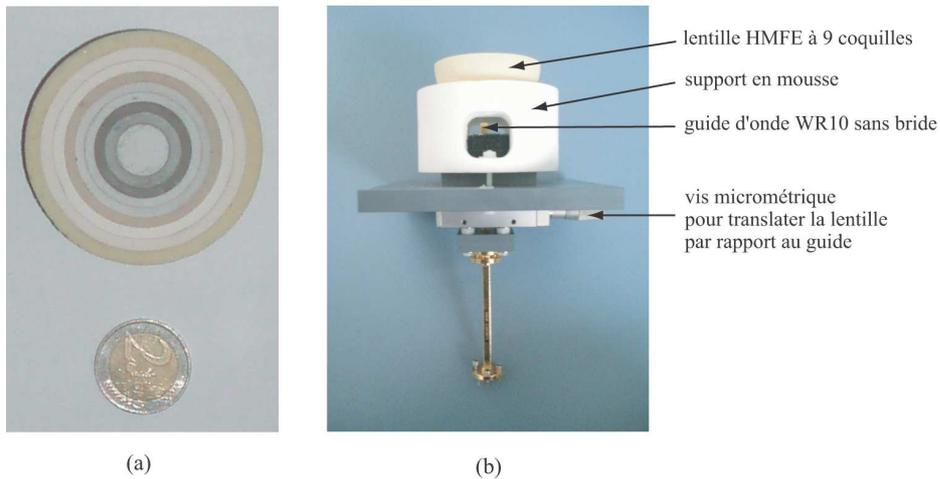 lentille HMFE à 9 coquilles
support en mousse
guide d'onde WR10 sans bride
vis micrométrique
pour translater la lentille
par rapport au guide
2
(a)
(b)